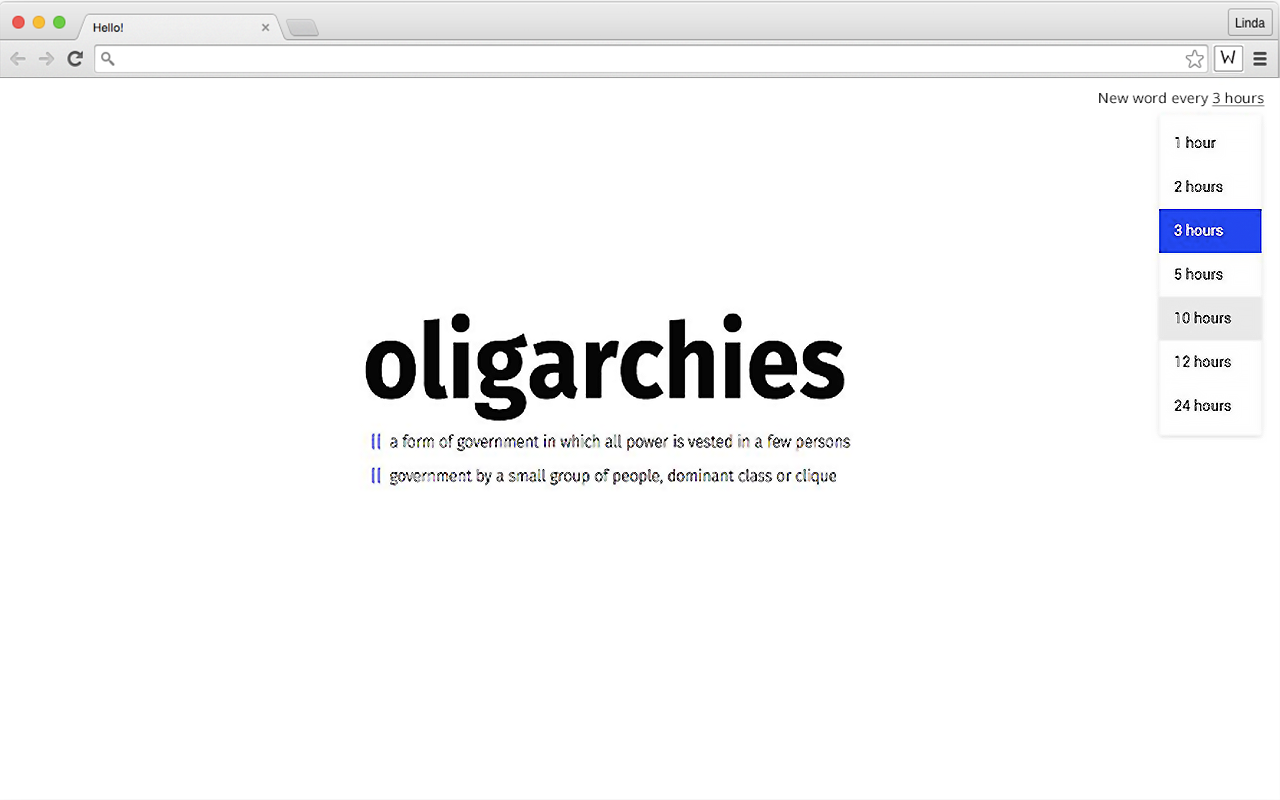 Hello!
Linda
W
New word every 3 hours
1 hour
2 hours
3 hours
5 hours
10 hours
12 hours
24 hours
oligarchies
a form of government in which all power is vested in a few persons
government by a small group of people, dominant class or clique